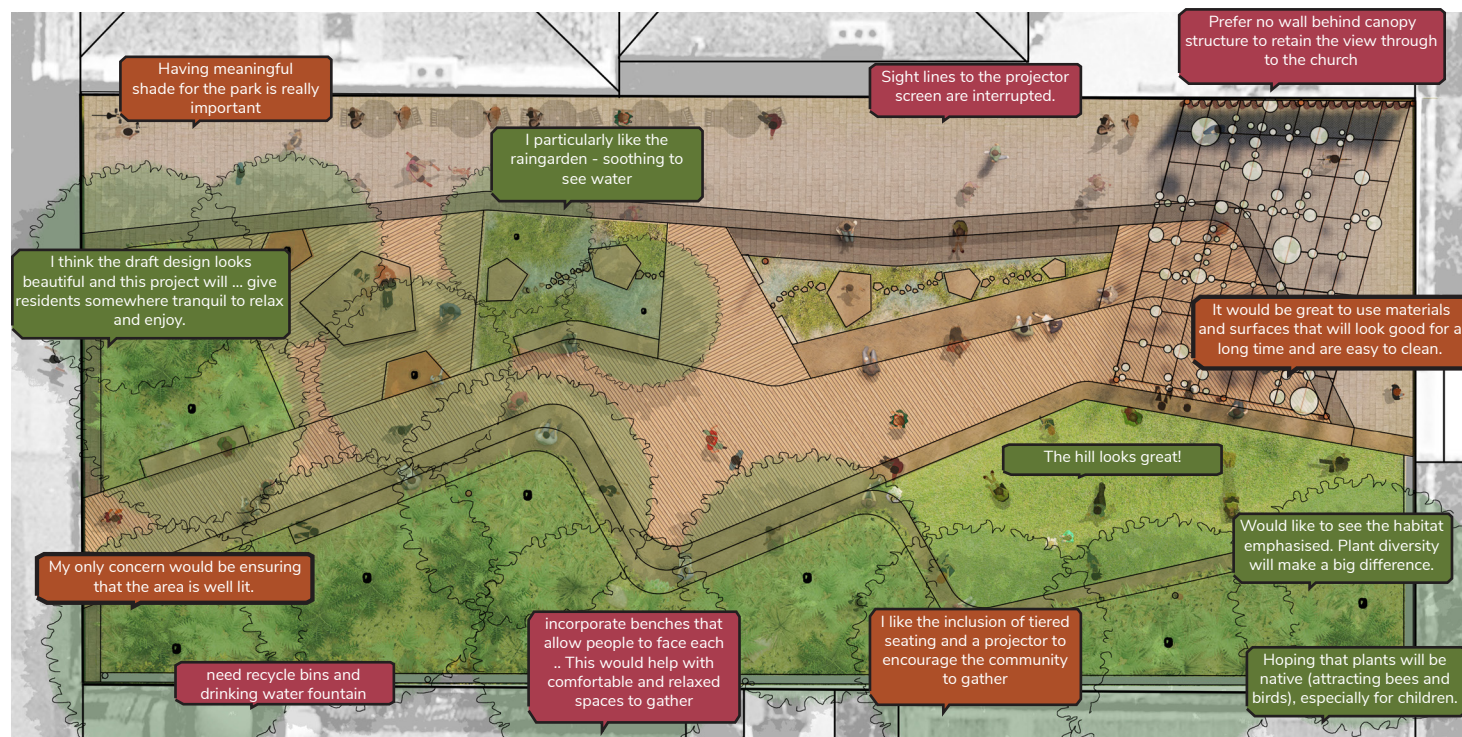 Prefer no wall behind canopy
structure to retain the view through
to the church
Having meaningful
shade for the park is really
important
Sight lines to the projector
screen are interrupted.
I particularly like the
raingarden - soothing to
see water
I think the draft design looks
beautiful and this project will ... give
residents somewhere tranquil to relax
and enjoy.
It would be great to use materials
and surfaces that will look good for a
long time and are easy to clean.
The hill looks great!
Would like to see the habitat
emphasised. Plant diversity
will make a big difference.
My only concern would be ensuring
that the area is well lit.
incorporate benches that
allow people to face each
.. This would help with
comfortable and relaxed
spaces to gather
I like the inclusion of tiered
seating and a projector to
encourage the community
to gather
need recycle bins and
drinking water fountain
Hoping that plants will be
native (attracting bees and
birds), especially for children.